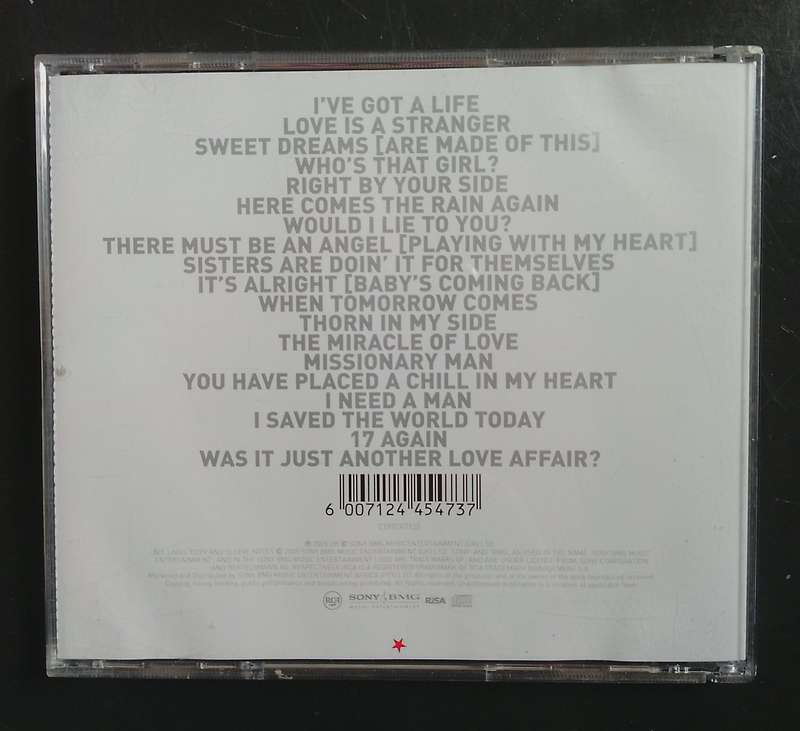 I'VE GOT A LIFE
LOVE IS A STRANGER
SWEET DREAMS [ARE MADE OF THIS]
WHO'S THAT GIRL?
RIGHT BY YOUR SIDE
HERE COMES THE RAIN AGAIN
WOULD I LIE TO YOU?
THERE MUST BE AN ANGEL [PLAYING WITH MY HEART]
SISTERS ARE DOIN' IT FOR THEMSELVES
IT'S ALRIGHT [BABY'S COMING BACK]
WHEN TOMORROW COMES
THORN IN MY SIDE
THE MIRACLE OF LOVE
MISSIONARY MAN
YOU HAVE PLACED A CHILL IN MY HEART
I NEED A MAN
I SAVED THE WORLD TODAY
17 AGAIN
WAS IT JUST ANOTHER LOVE AFFAIR?
6 007124 454737
RCA SONY BMG RiSA